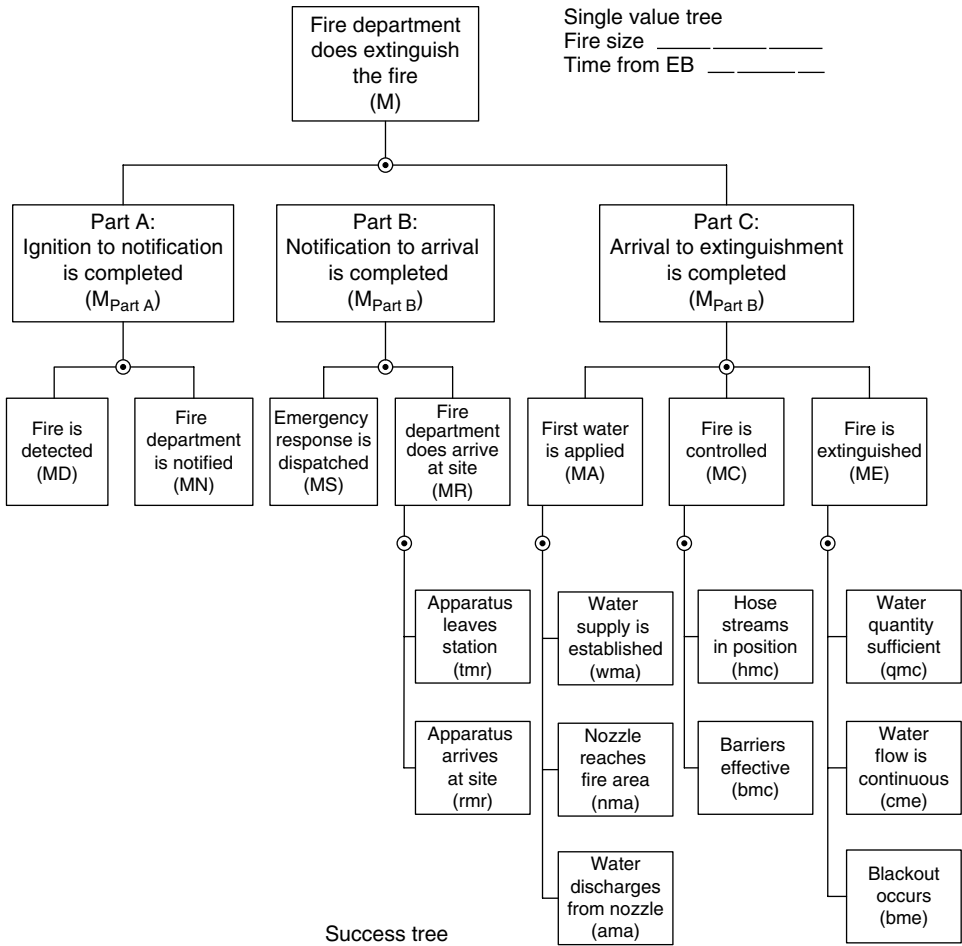 Fire department
does extinguish
the fire
(M)
Single value tree
Fire size ____ ____ ____
Time from EB ____ ____ ____
Part A:
Ignition to notification
is completed
(MPart A)
Part B:
Notification to arrival
is completed
(MPart B)
Part C:
Arrival to extinguishment
is completed
(MPart B)
Fire is
detected
(MD)
Fire
department
is notified
(MN)
Emergency
response is
dispatched
(MS)
Fire
department
does arrive
at site
(MR)
First water
is applied
(MA)
Fire is
controlled
(MC)
Fire is
extinguished
(ME)
Apparatus
leaves
station
(tmr)
Apparatus
arrives
at site
(rmr)
Water
supply is
established
(wma)
Nozzle
reaches
fire area
(nma)
Water
discharges
from nozzle
(ama)
Hose
streams
in position
(hmc)
Barriers
effective
(bmc)
Water
quantity
sufficient
(qmc)
Water
flow is
continuous
(cme)
Blackout
occurs
(bme)
Success tree